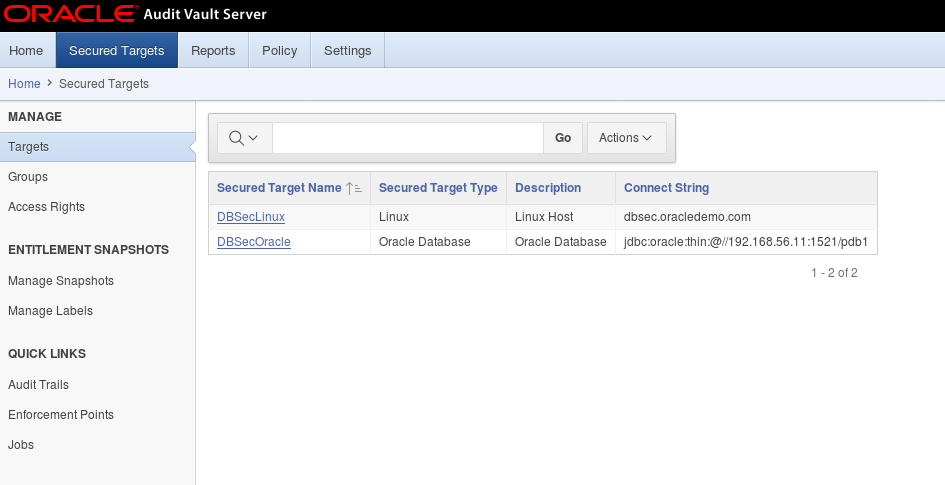 ORACLE Audit Vault Server
Home Secured Targets Reports Policy Settings
Home > Secured Targets
MANAGE
Targets
Groups
Access Rights
ENTITLEMENT SNAPSHOTS
Manage Snapshots
Manage Labels
QUICK LINKS
Audit Trails
Enforcement Points
Jobs
Go Actions
Secured Target Name Secured Target Type Description Connect String
DBSecLinux Linux Linux Host dbsec.oracledemo.com
DBSecOracle Oracle Database Oracle Database jdbc:oracle:thin:@//192.168.56.11:1521/pdb1
1 - 2 of 2